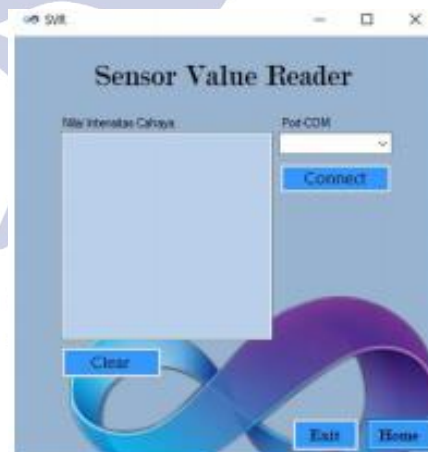 SVR
Sensor Value Reader
Nilai Intensitas Cahaya
Port-COM
Connect
Clear
Exit
Home